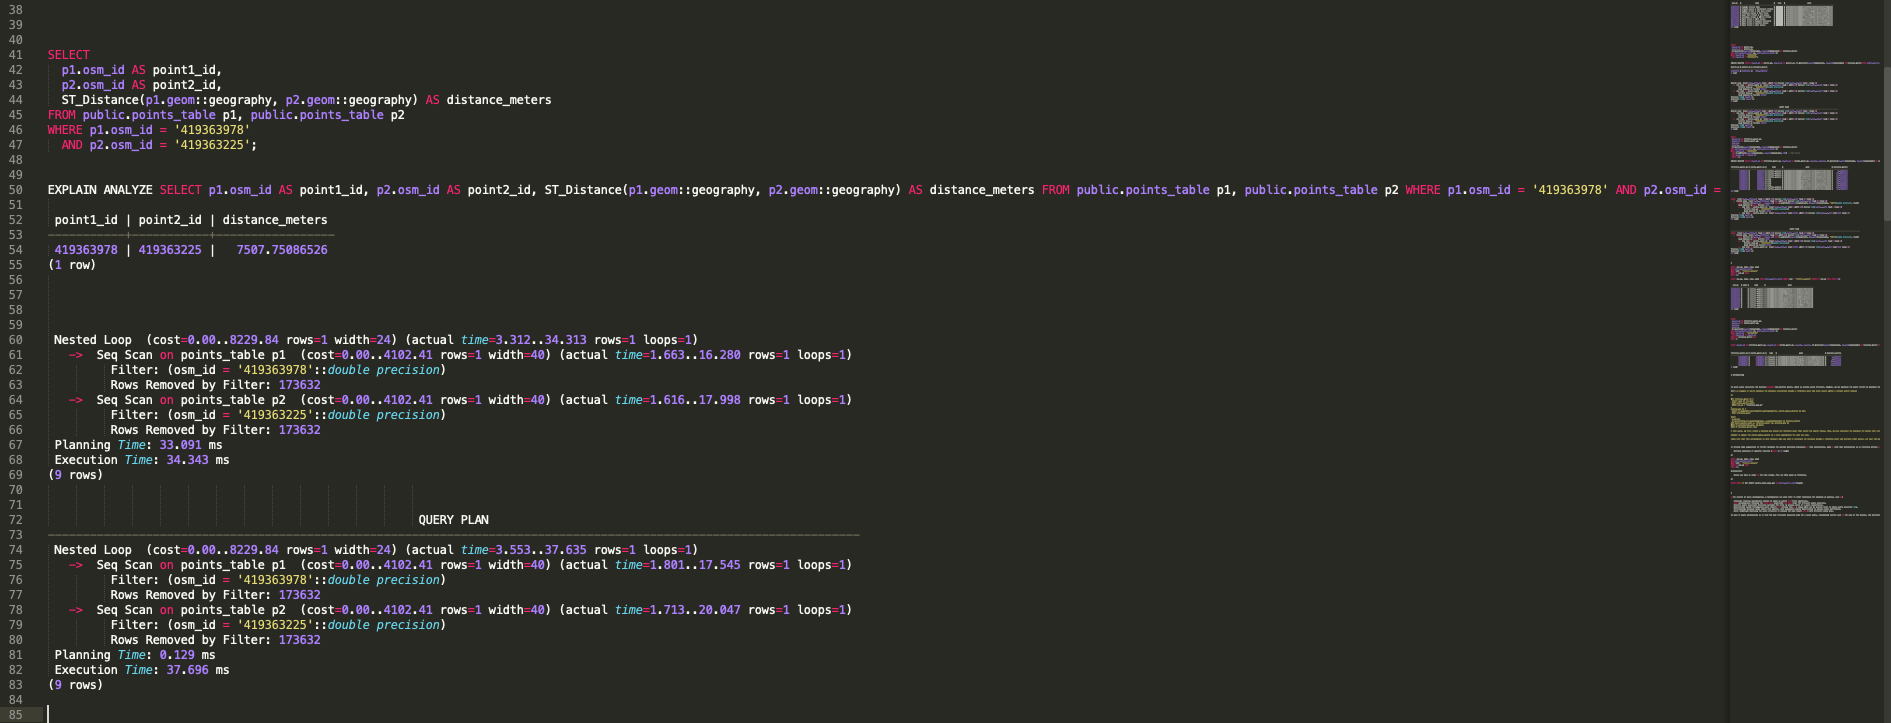 38
39
40
41 SELECT
42 p1.osm_id AS point1_id,
43 p2.osm_id AS point2_id,
44 ST_Distance(p1.geom::geography, p2.geom::geography) AS distance_meters
45 FROM public.points_table p1, public.points_table p2
46 WHERE p1.osm_id = '419363978'
47 AND p2.osm_id = '419363225';
48
49
50 EXPLAIN ANALYZE SELECT p1.osm_id AS point1_id, p2.osm_id AS point2_id, ST_Distance(p1.geom::geography, p2.geom::geography) AS distance_meters FROM public.points_table p1, public.points_table p2 WHERE p1.osm_id = '419363978' AND p2.osm_id =
51
52 point1_id | point2_id | distance_meters
53 -----------+-----------+-----------------
54 419363978 | 419363225 | 7507.75086526
55 (1 row)
56
57
58
59
60 Nested Loop (cost=0.00..8229.84 rows=1 width=24) (actual time=3.312..34.313 rows=1 loops=1)
61 -> Seq Scan on points_table p1 (cost=0.00..4102.41 rows=1 width=40) (actual time=1.663..16.280 rows=1 loops=1)
62 Filter: (osm_id = '419363978'::double precision)
63 Rows Removed by Filter: 173632
64 -> Seq Scan on points_table p2 (cost=0.00..4102.41 rows=1 width=40) (actual time=1.616..17.998 rows=1 loops=1)
65 Filter: (osm_id = '419363225'::double precision)
66 Rows Removed by Filter: 173632
67 Planning Time: 33.091 ms
68 Execution Time: 34.343 ms
69 (9 rows)
70
71
72 QUERY PLAN
73 --------------------------------------------------------------------------------------------------------------------
74 Nested Loop (cost=0.00..8229.84 rows=1 width=24) (actual time=3.553..37.635 rows=1 loops=1)
75 -> Seq Scan on points_table p1 (cost=0.00..4102.41 rows=1 width=40) (actual time=1.801..17.545 rows=1 loops=1)
76 Filter: (osm_id = '419363978'::double precision)
77 Rows Removed by Filter: 173632
78 -> Seq Scan on points_table p2 (cost=0.00..4102.41 rows=1 width=40) (actual time=1.713..20.047 rows=1 loops=1)
79 Filter: (osm_id = '419363225'::double precision)
80 Rows Removed by Filter: 173632
81 Planning Time: 0.129 ms
82 Execution Time: 37.696 ms
83 (9 rows)
84
85